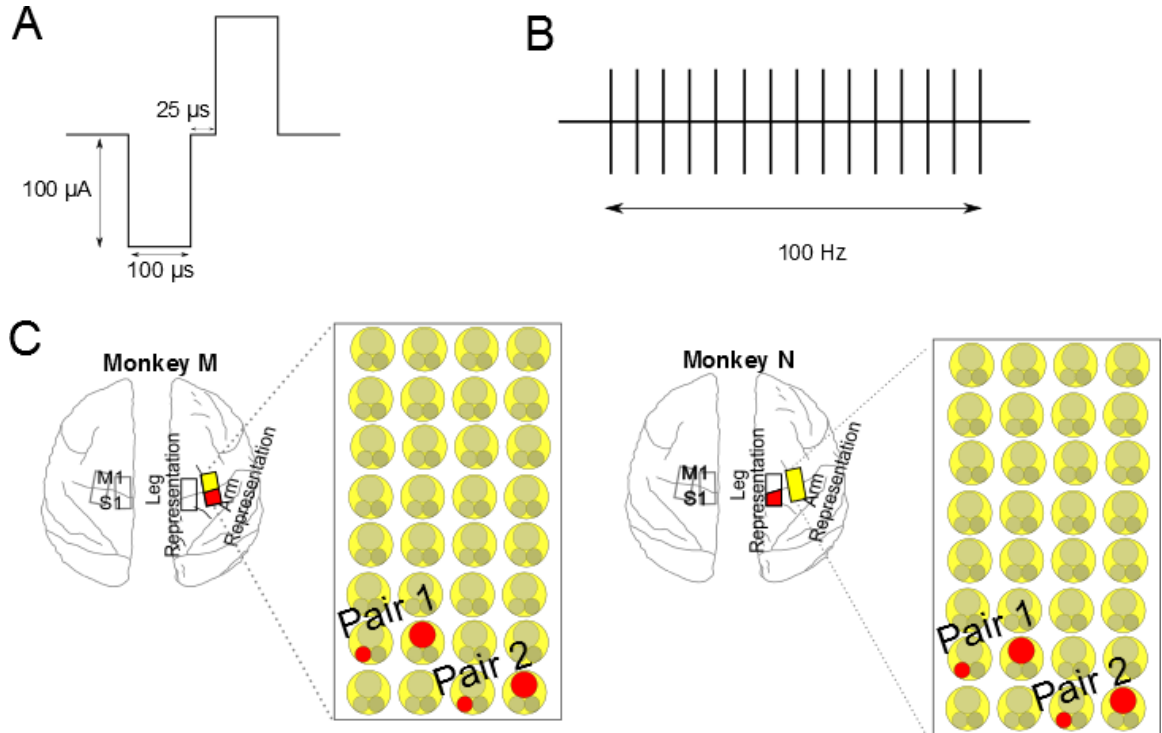 A
25 µs
100 µA
100 µs
B
100 Hz
C
Monkey M
M1
S1
Leg
Representation
Arm
Representation
Pair 1
Pair 2
Monkey N
M1
S1
Leg
Representation
Arm
Representation
Pair 1
Pair 2